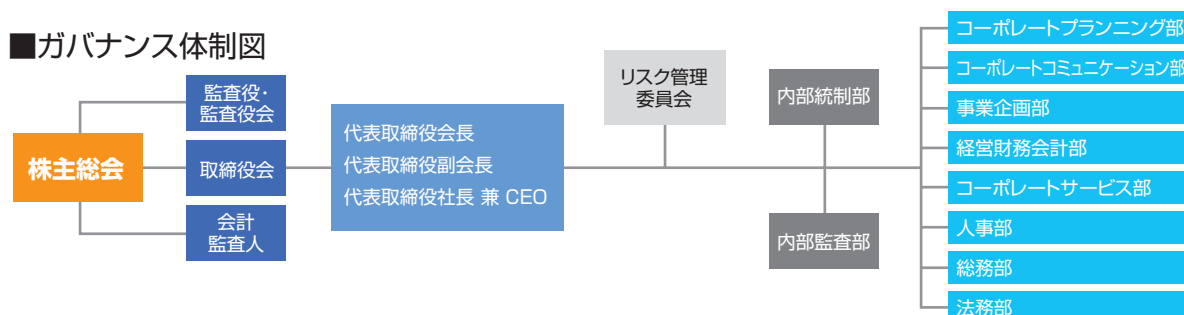 ■ガバナンス体制図
株主総会
監査役・
監査役会
取締役会
会計
監査人
代表取締役会長
代表取締役副会長
代表取締役社長 兼 CEO
リスク管理
委員会
内部統制部
内部監査部
コーポレートプランニング部
コーポレートコミュニケーション部
事業企画部
経営財務会計部
コーポレートサービス部
人事部
総務部
法務部